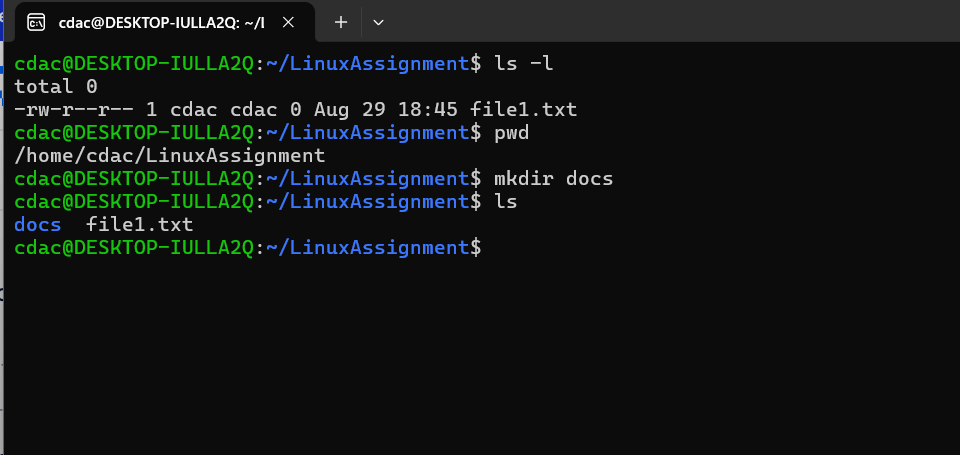 cdac@DESKTOP-IULLA2Q: ~/l
cdac@DESKTOP-IULLA2Q:~/LinuxAssignment$ ls -l
total 0
-rw-r--r-- 1 cdac cdac 0 Aug 29 18:45 file1.txt
cdac@DESKTOP-IULLA2Q:~/LinuxAssignment$ pwd
/home/cdac/LinuxAssignment
cdac@DESKTOP-IULLA2Q:~/LinuxAssignment$ mkdir docs
cdac@DESKTOP-IULLA2Q:~/LinuxAssignment$ ls
docs  file1.txt
cdac@DESKTOP-IULLA2Q:~/LinuxAssignment$